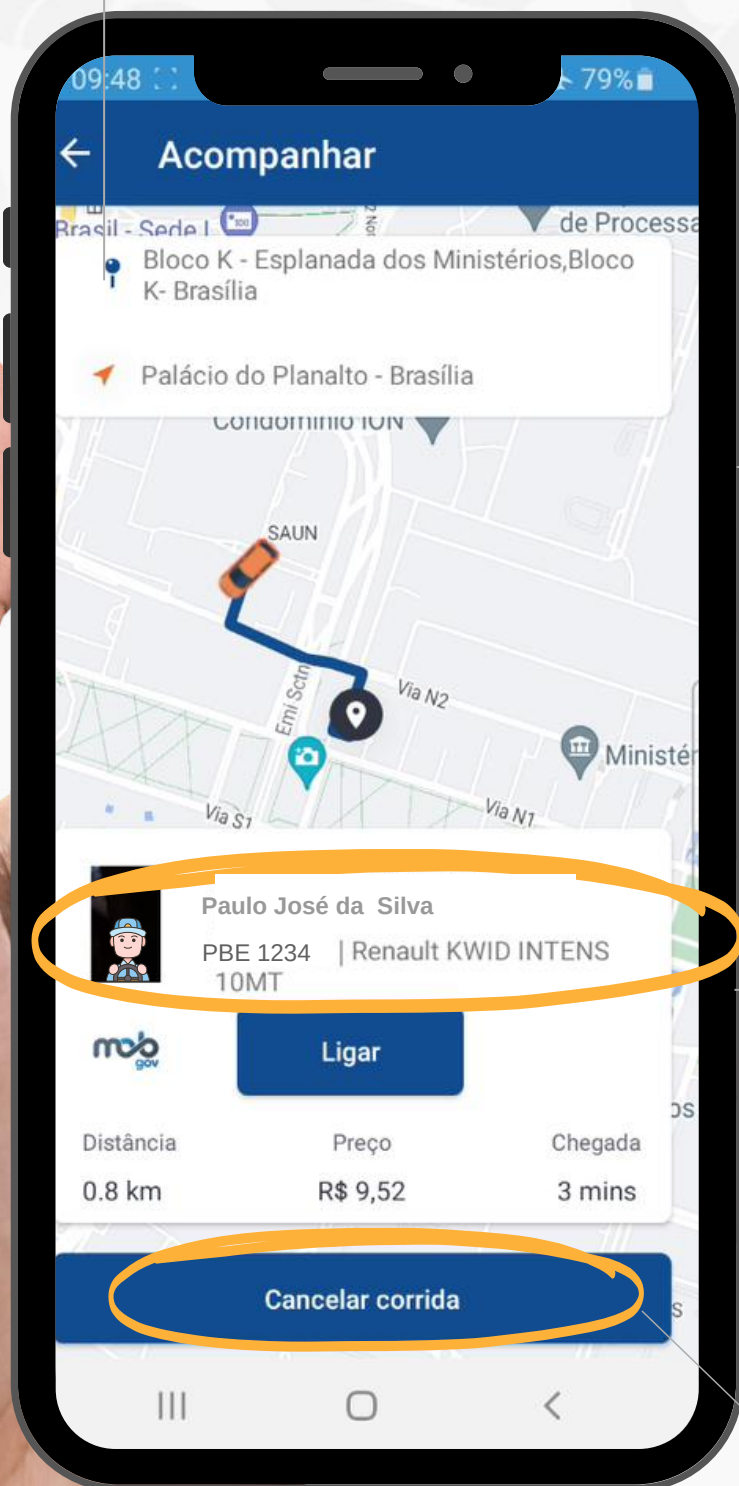 09:48
79%
Acompanhar
Brasil - Sede I
de Processa
Bloco K - Esplanada dos Ministérios,Bloco
K- Brasília
Palácio do Planalto - Brasília
Condomínio ION
SAUN
Emi Sctn
Via N2
Ministér
Via S1
Via N1
Paulo José da Silva
PBE 1234 | Renault KWID INTENS
10MT
mob
gov
Ligar
os
Distância Preço Chegada
0.8 km R$ 9,52 3 mins
Cancelar corrida
s